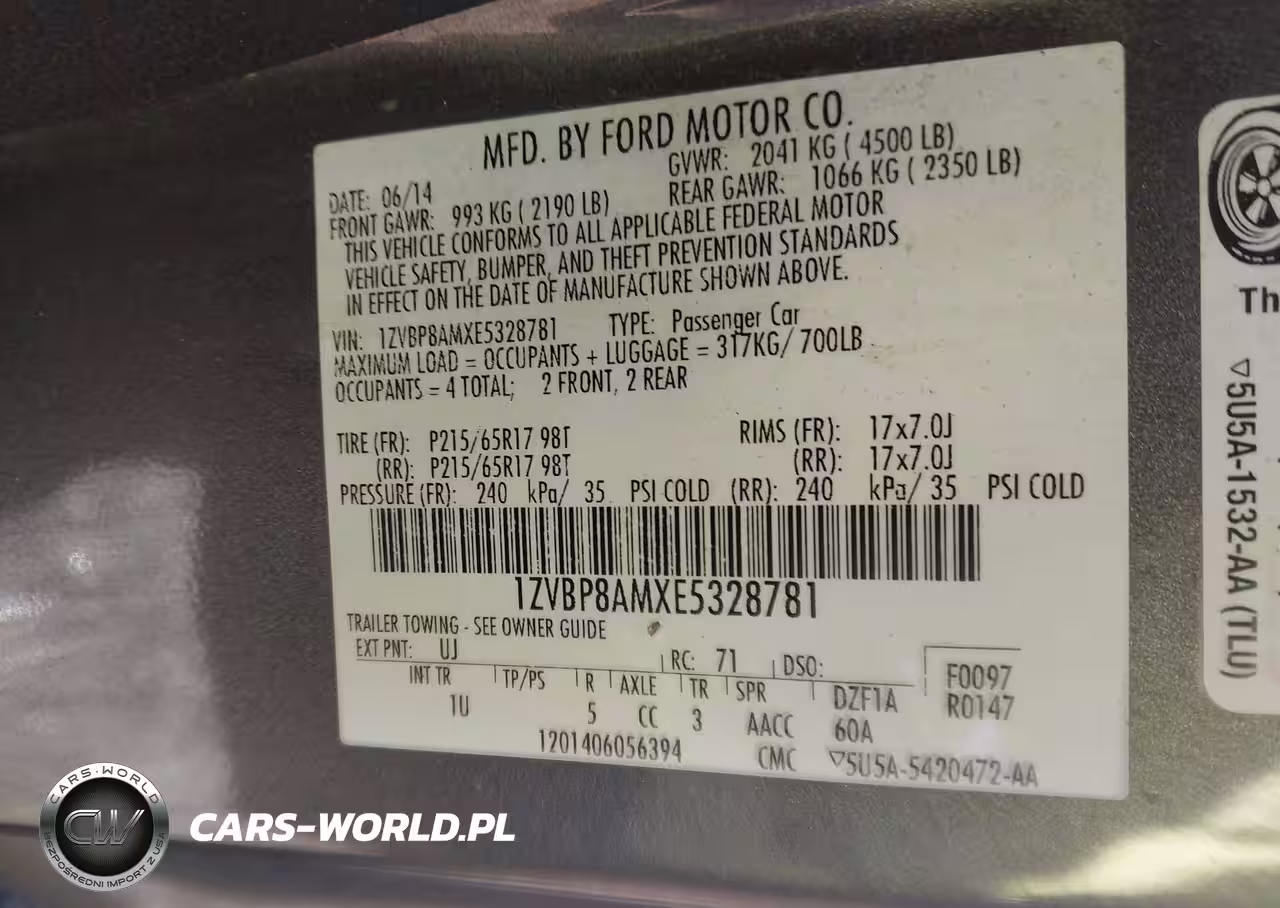 MFD. BY FORD MOTOR CO.
DATE: 06/14 GVWR: 2041 KG ( 4500 LB)
FRONT GAWR: 993 KG ( 2190 LB) REAR GAWR: 1066 KG ( 2350 LB)
THIS VEHICLE CONFORMS TO ALL APPLICABLE FEDERAL MOTOR
VEHICLE SAFETY, BUMPER, AND THEFT PREVENTION STANDARDS
IN EFFECT ON THE DATE OF MANUFACTURE SHOWN ABOVE.
VIN: 1ZVBP8AMXE5328781 TYPE: Passenger Car
MAXIMUM LOAD = OCCUPANTS + LUGGAGE = 317KG/ 700LB
OCCUPANTS = 4 TOTAL; 2 FRONT, 2 REAR
TIRE (FR): P215/65R17 98T RIMS (FR): 17x7.0J
(RR): P215/65R17 98T (RR): 17x7.0J
PRESSURE (FR): 240 kPa/ 35 PSI COLD (RR): 240 kPa/ 35 PSI COLD
1ZVBP8AMXE5328781
TRAILER TOWING - SEE OWNER GUIDE
EXT PNT: UJ RC: 71 DSO:
INT TR TP/PS R AXLE TR SPR DZF1A F0097
1U 5 CC 3 AACC 60A R0147
1201406056394 CMC ▽5U5A-5420472-AA
Th
▽5U5A-1532-AA (TLU)
CARS-WORLD
CW
BEZPOŚREDNI IMPORT Z USA
CARS-WORLD.PL